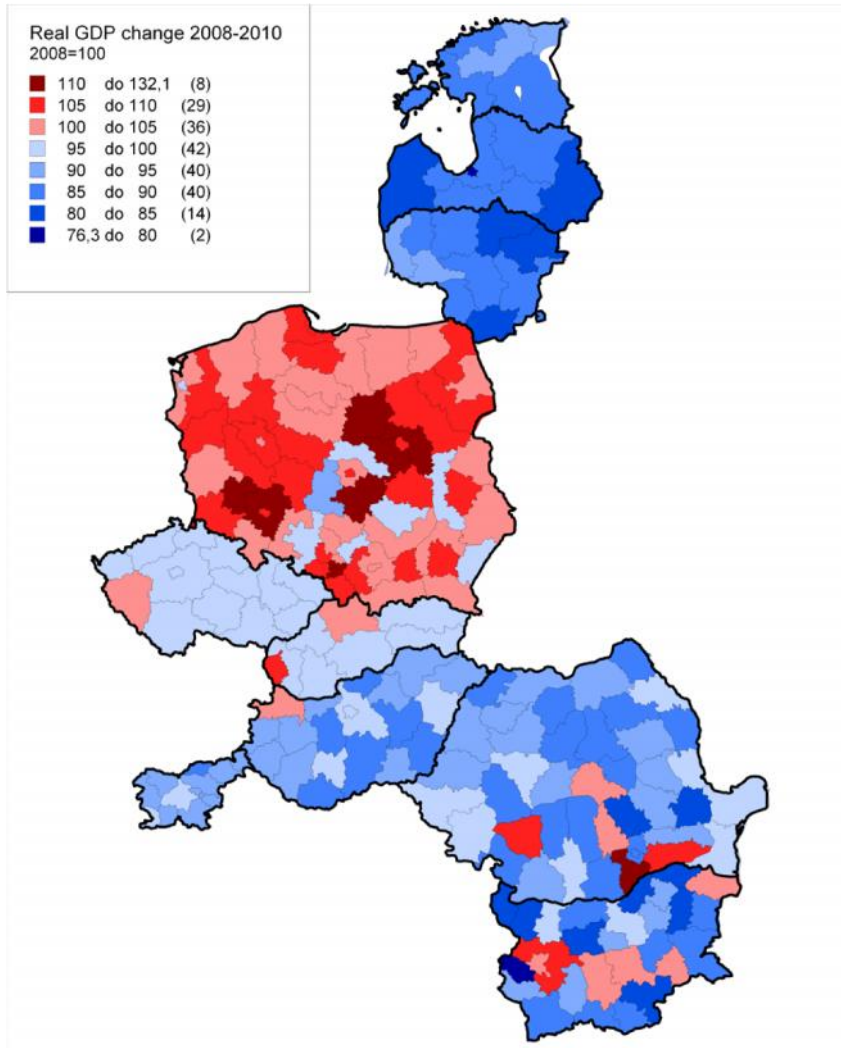 Real GDP change 2008-2010
2008=100
110 do 132,1 (8)
105 do 110 (29)
100 do 105 (36)
95 do 100 (42)
90 do 95 (40)
85 do 90 (40)
80 do 85 (14)
76,3 do 80 (2)